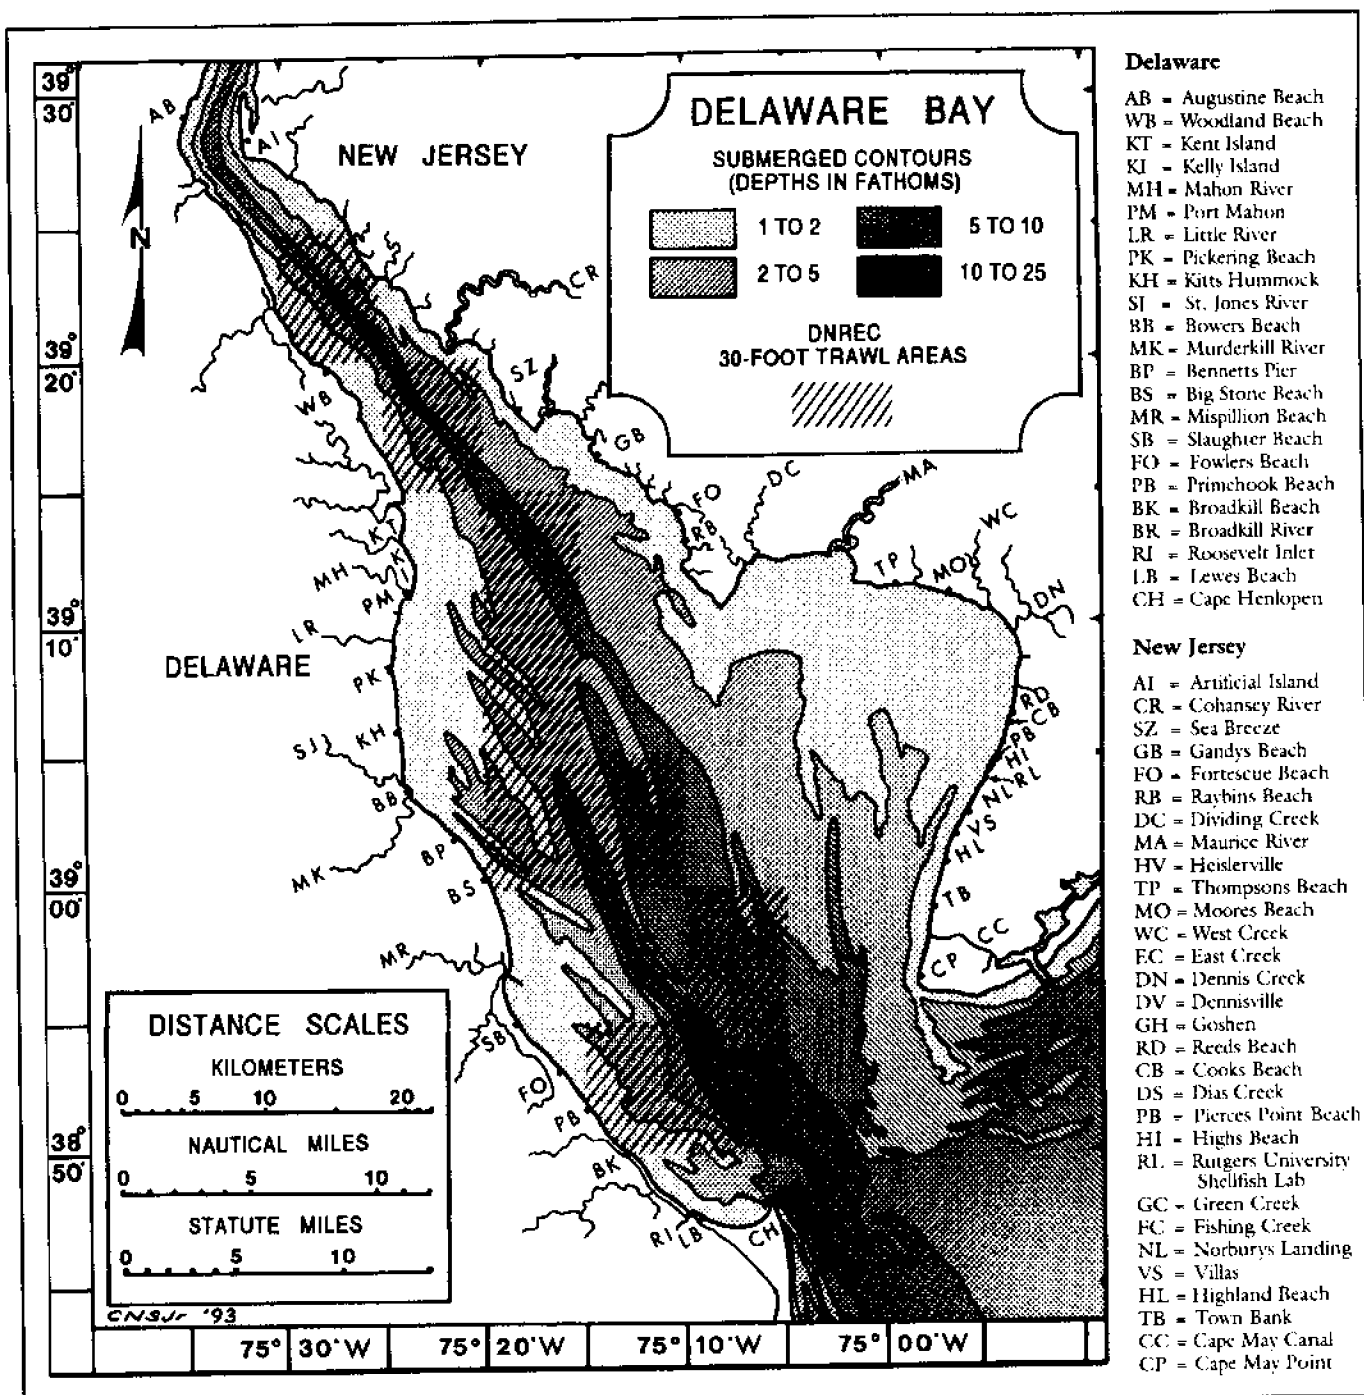 DELAWARE BAY
SUBMERGED CONTOURS
(DEPTHS IN FATHOMS)
1 TO 2
5 TO 10
2 TO 5
10 TO 25
DNREC
30-FOOT TRAWL AREAS
NEW JERSEY
DELAWARE
N
39°
30'
39°
20'
39°
10'
39°
00'
38°
50'
75° 30' W
75° 20' W
75° 10' W
75° 00' W
AB
AI
CR
SZ
WB
GB
FO
RB
DC
MA
WC
TP
MO
DN
K
K
MH
PM
LR
PK
KH
SJ
BB
MK
BP
BS
MR
SB
FO
PB
BK
RI
LB
CH
RD
CB
PB
HI
RL
NL
VS
HL
TB
CC
CP
DISTANCE SCALES
KILOMETERS
0 5 10 20
NAUTICAL MILES
0 5 10
STATUTE MILES
0 5 10
CNSJr '93
Delaware
AB = Augustine Beach
WB = Woodland Beach
KT = Kent Island
KI = Kelly Island
MH = Mahon River
PM = Port Mahon
LR = Little River
PK = Pickering Beach
KH = Kitts Hummock
SJ = St. Jones River
BB = Bowers Beach
MK = Murderkill River
BP = Bennetts Pier
BS = Big Stone Beach
MR = Mispillion Beach
SB = Slaughter Beach
FO = Fowlers Beach
PB = Primehook Beach
BK = Broadkill Beach
BR = Broadkill River
RI = Roosevelt Inlet
LB = Lewes Beach
CH = Cape Henlopen
New Jersey
AI = Artificial Island
CR = Cohansey River
SZ = Sea Breeze
GB = Gandys Beach
FO = Fortescue Beach
RB = Raybins Beach
DC = Dividing Creek
MA = Maurice River
HV = Heislerville
TP = Thompsons Beach
MO = Moores Beach
WC = West Creek
EC = East Creek
DN = Dennis Creek
DV = Dennisville
GH = Goshen
RD = Reeds Beach
CB = Cooks Beach
DS = Dias Creek
PB = Pierces Point Beach
HI = Highs Beach
RL = Rutgers University
Shellfish Lab
GC = Green Creek
FC = Fishing Creek
NL = Norburys Landing
VS = Villas
HL = Highland Beach
TB = Town Bank
CC = Cape May Canal
CP = Cape May Point